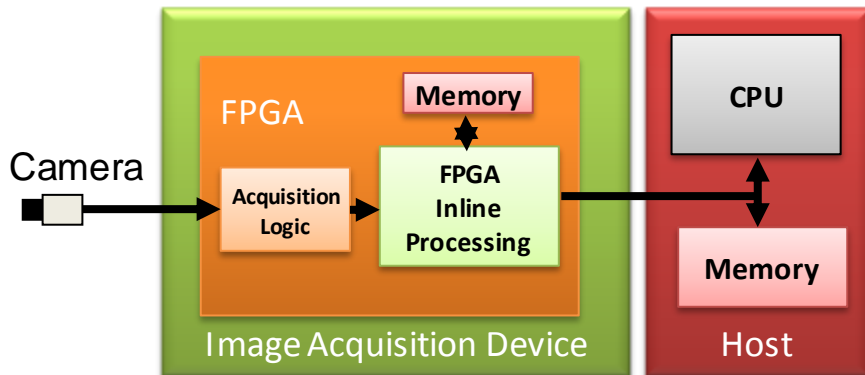 Camera
FPGA
Memory
Acquisition
Logic
FPGA
Inline
Processing
Image Acquisition Device
CPU
Memory
Host